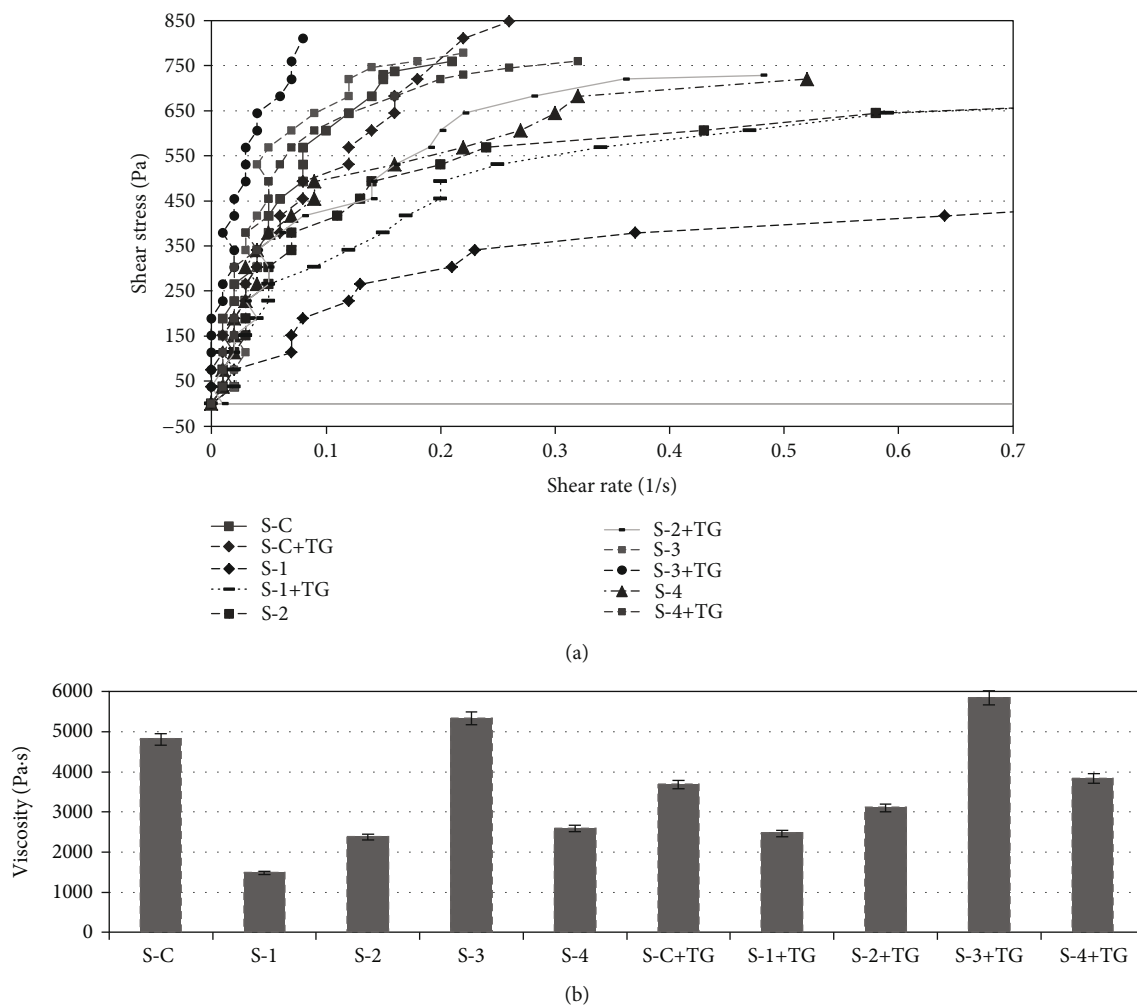 850
750
650
550
450
350
250
150
50
−50
Shear stress (Pa)
0 0.1 0.2 0.3 0.4 0.5 0.6 0.7
Shear rate (1/s)
S-C
S-C+TG
S-1
S-1+TG
S-2
S-2+TG
S-3
S-3+TG
S-4
S-4+TG
(a)
6000
5000
4000
3000
2000
1000
0
Viscosity (Pa·s)
S-C S-1 S-2 S-3 S-4 S-C+TG S-1+TG S-2+TG S-3+TG S-4+TG
(b)